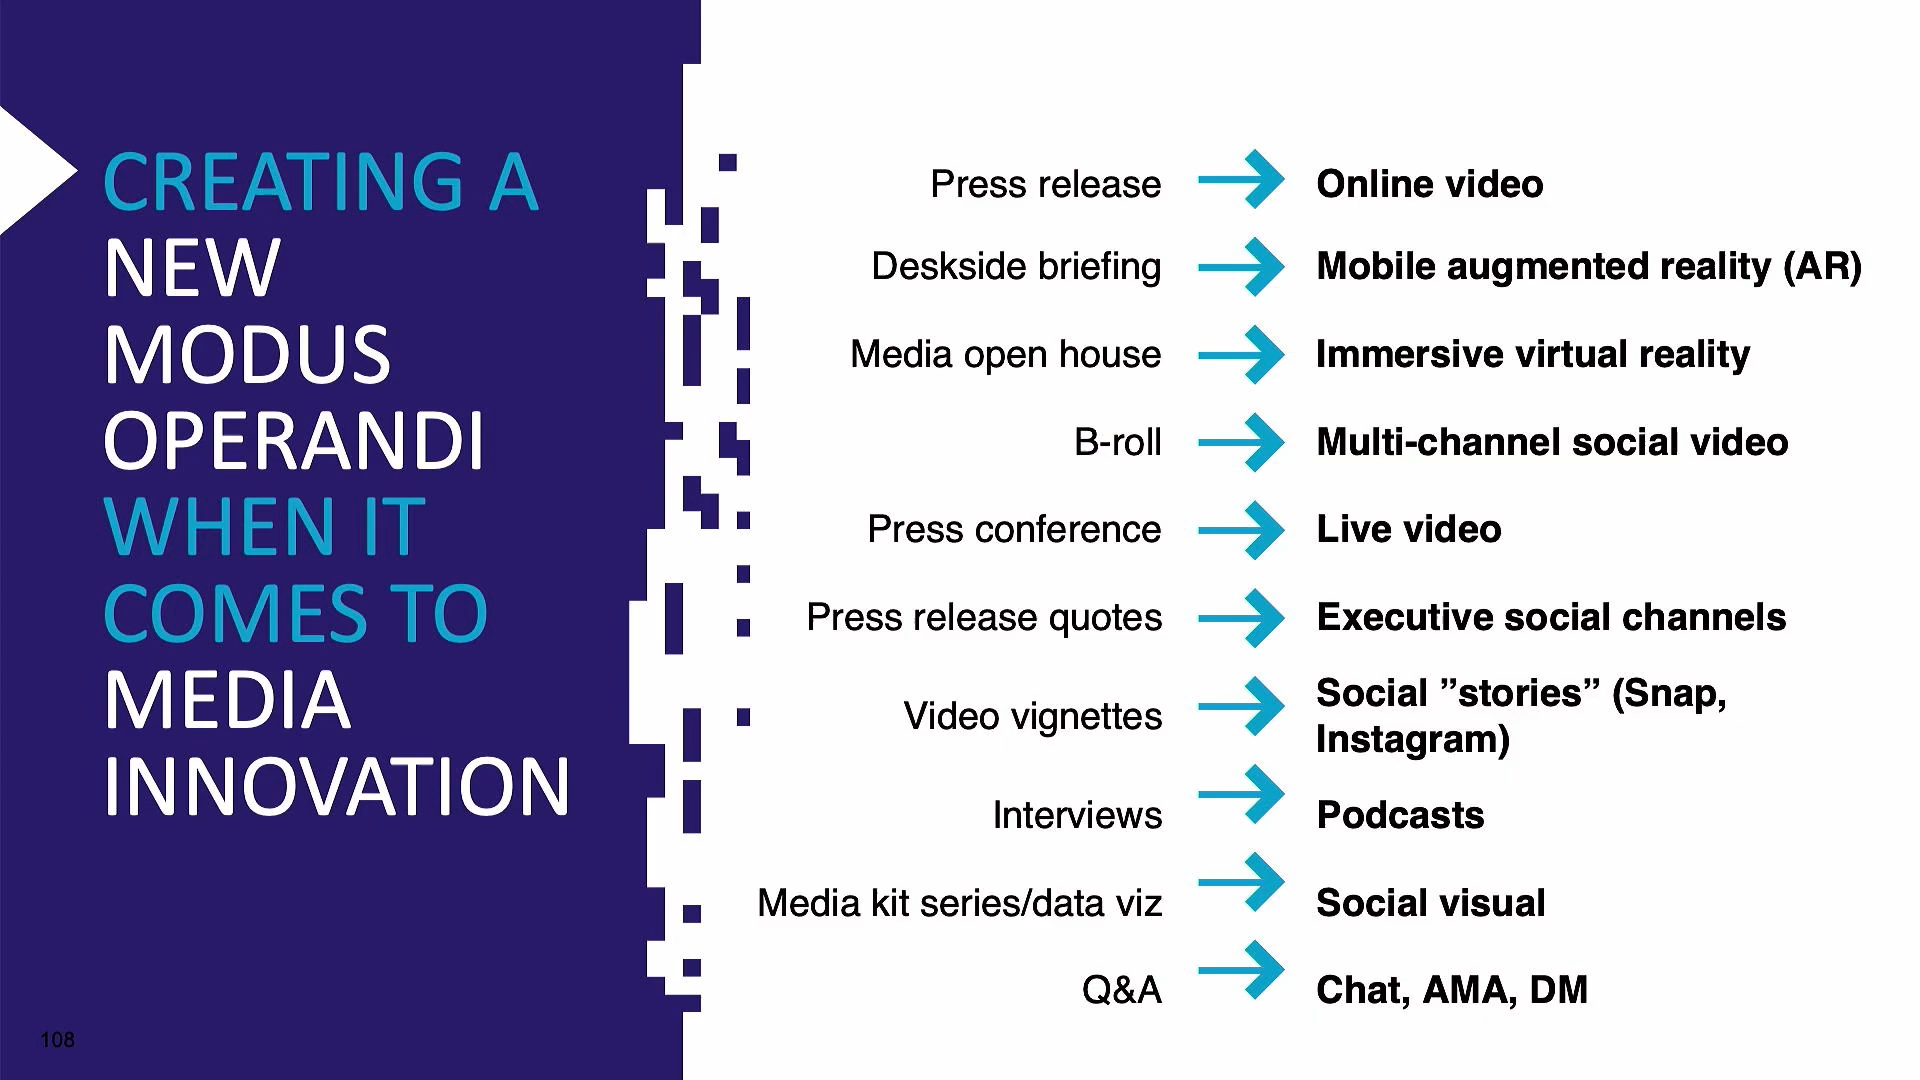 CREATING A
NEW
MODUS
OPERANDI
WHEN IT
COMES TO
MEDIA
INNOVATION
Press release Online video
Deskside briefing Mobile augmented reality (AR)
Media open house Immersive virtual reality
B-roll Multi-channel social video
Press conference Live video
Press release quotes Executive social channels
Video vignettes Social ”stories” (Snap,
Instagram)
Interviews Podcasts
Media kit series/data viz Social visual
Q&A Chat, AMA, DM
108